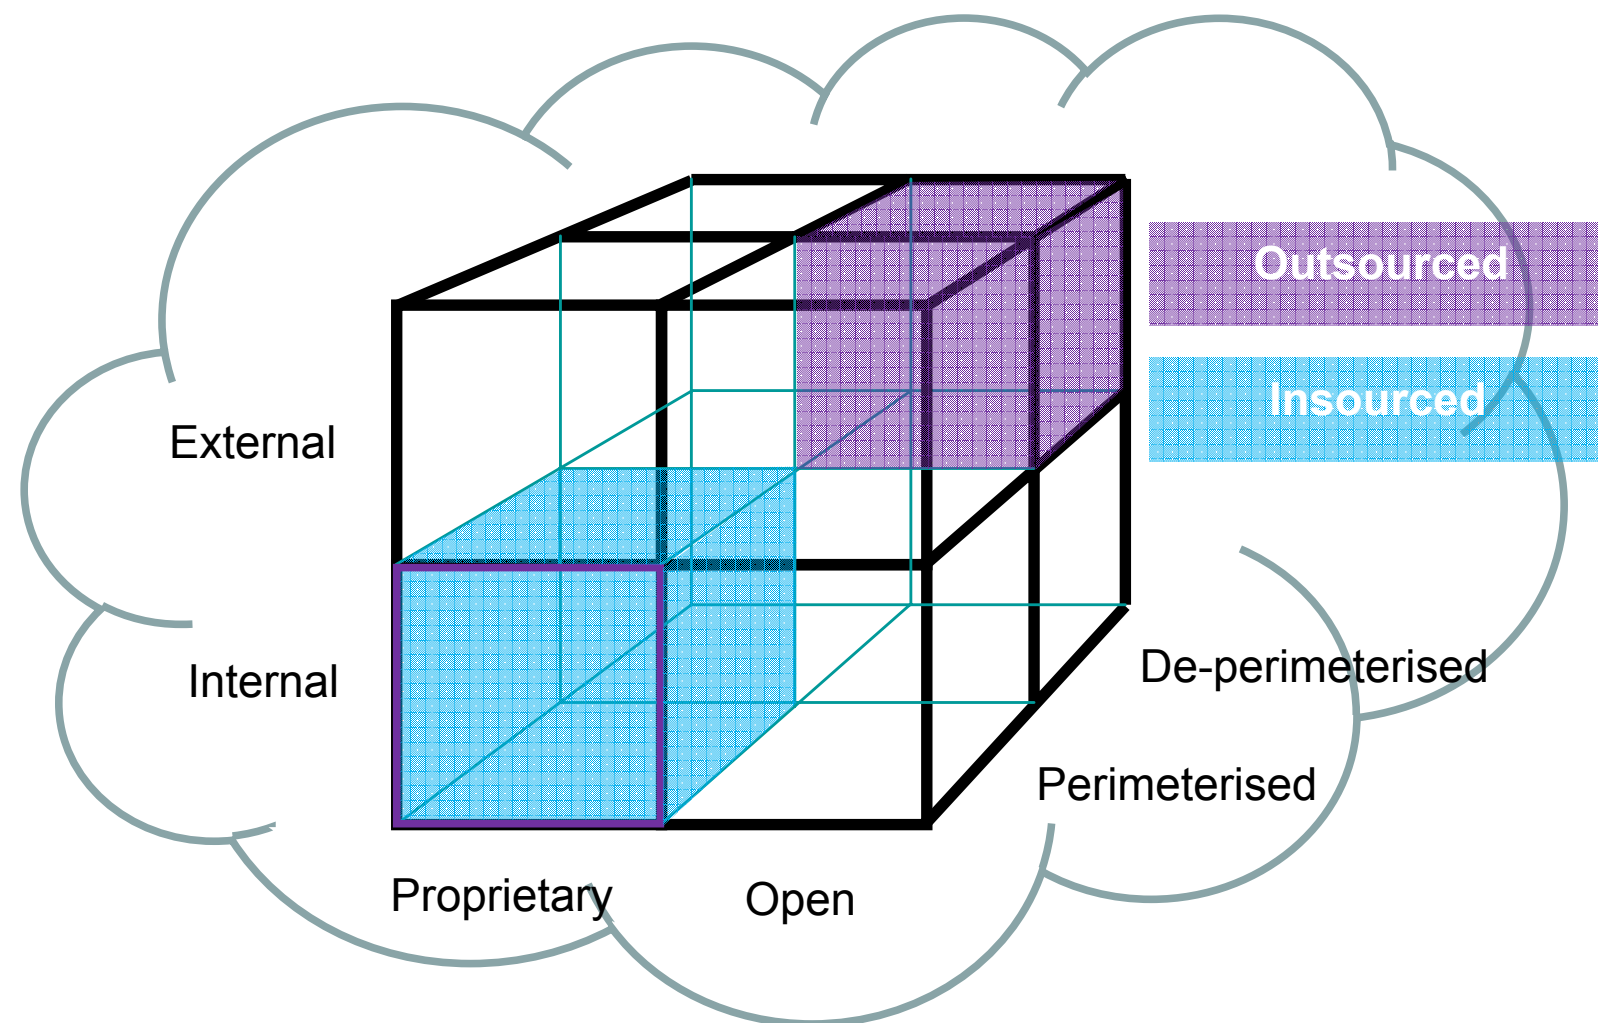 Outsourced
Insourced
External
Internal
De-perimeterised
Perimeterised
Proprietary
Open